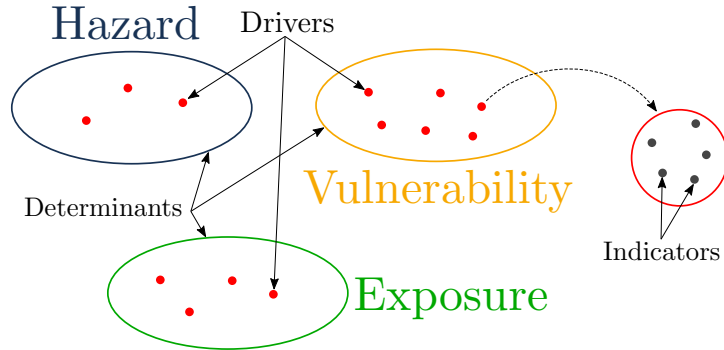 Hazard
Drivers
Vulnerability
Determinants
Indicators
Exposure